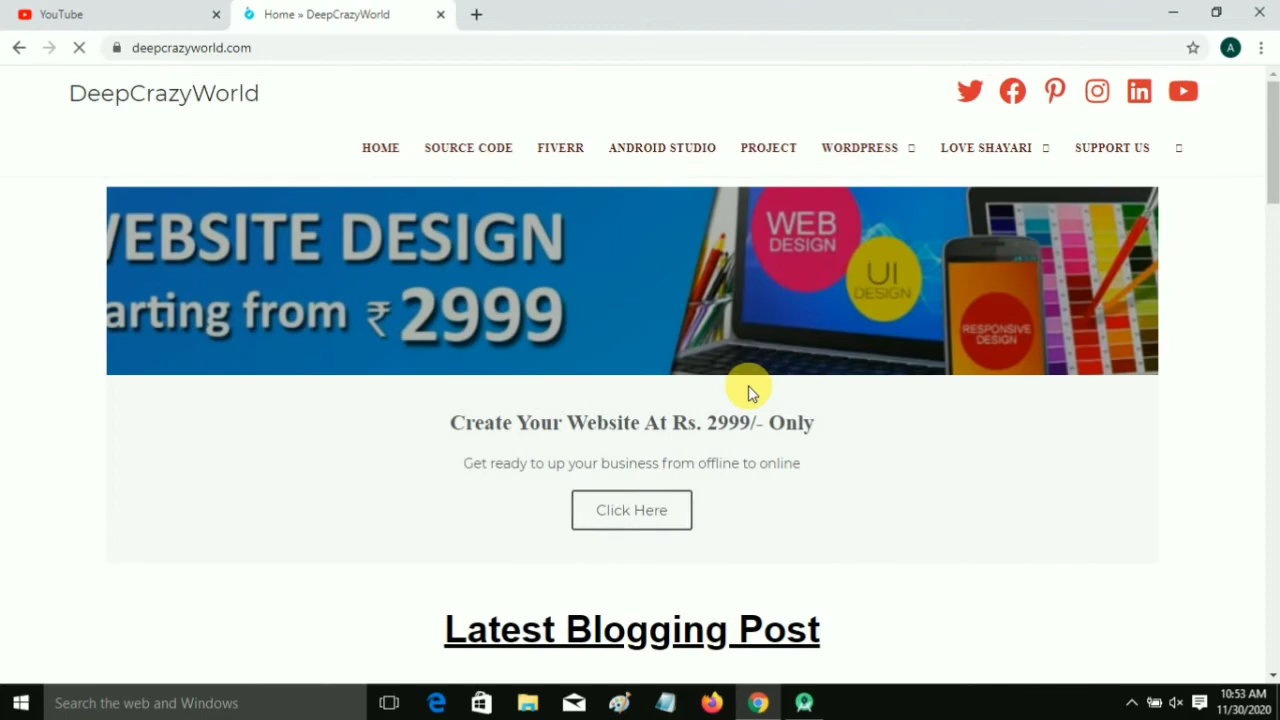 YouTube
Home » DeepCrazyWorld
deepcrazyworld.com
A
DeepCrazyWorld
HOME SOURCE CODE FIVERR ANDROID STUDIO PROJECT WORDPRESS LOVE SHAYARI SUPPORT US
WEBSITE DESIGN
arting from ₹ 2999
WEB
DESIGN
UI
DESIGN
RESPONSIVE
DESIGN
Create Your Website At Rs. 2999/- Only
Get ready to up your business from offline to online
Click Here
Latest Blogging Post
Search the web and Windows
10:53 AM
11/30/2020